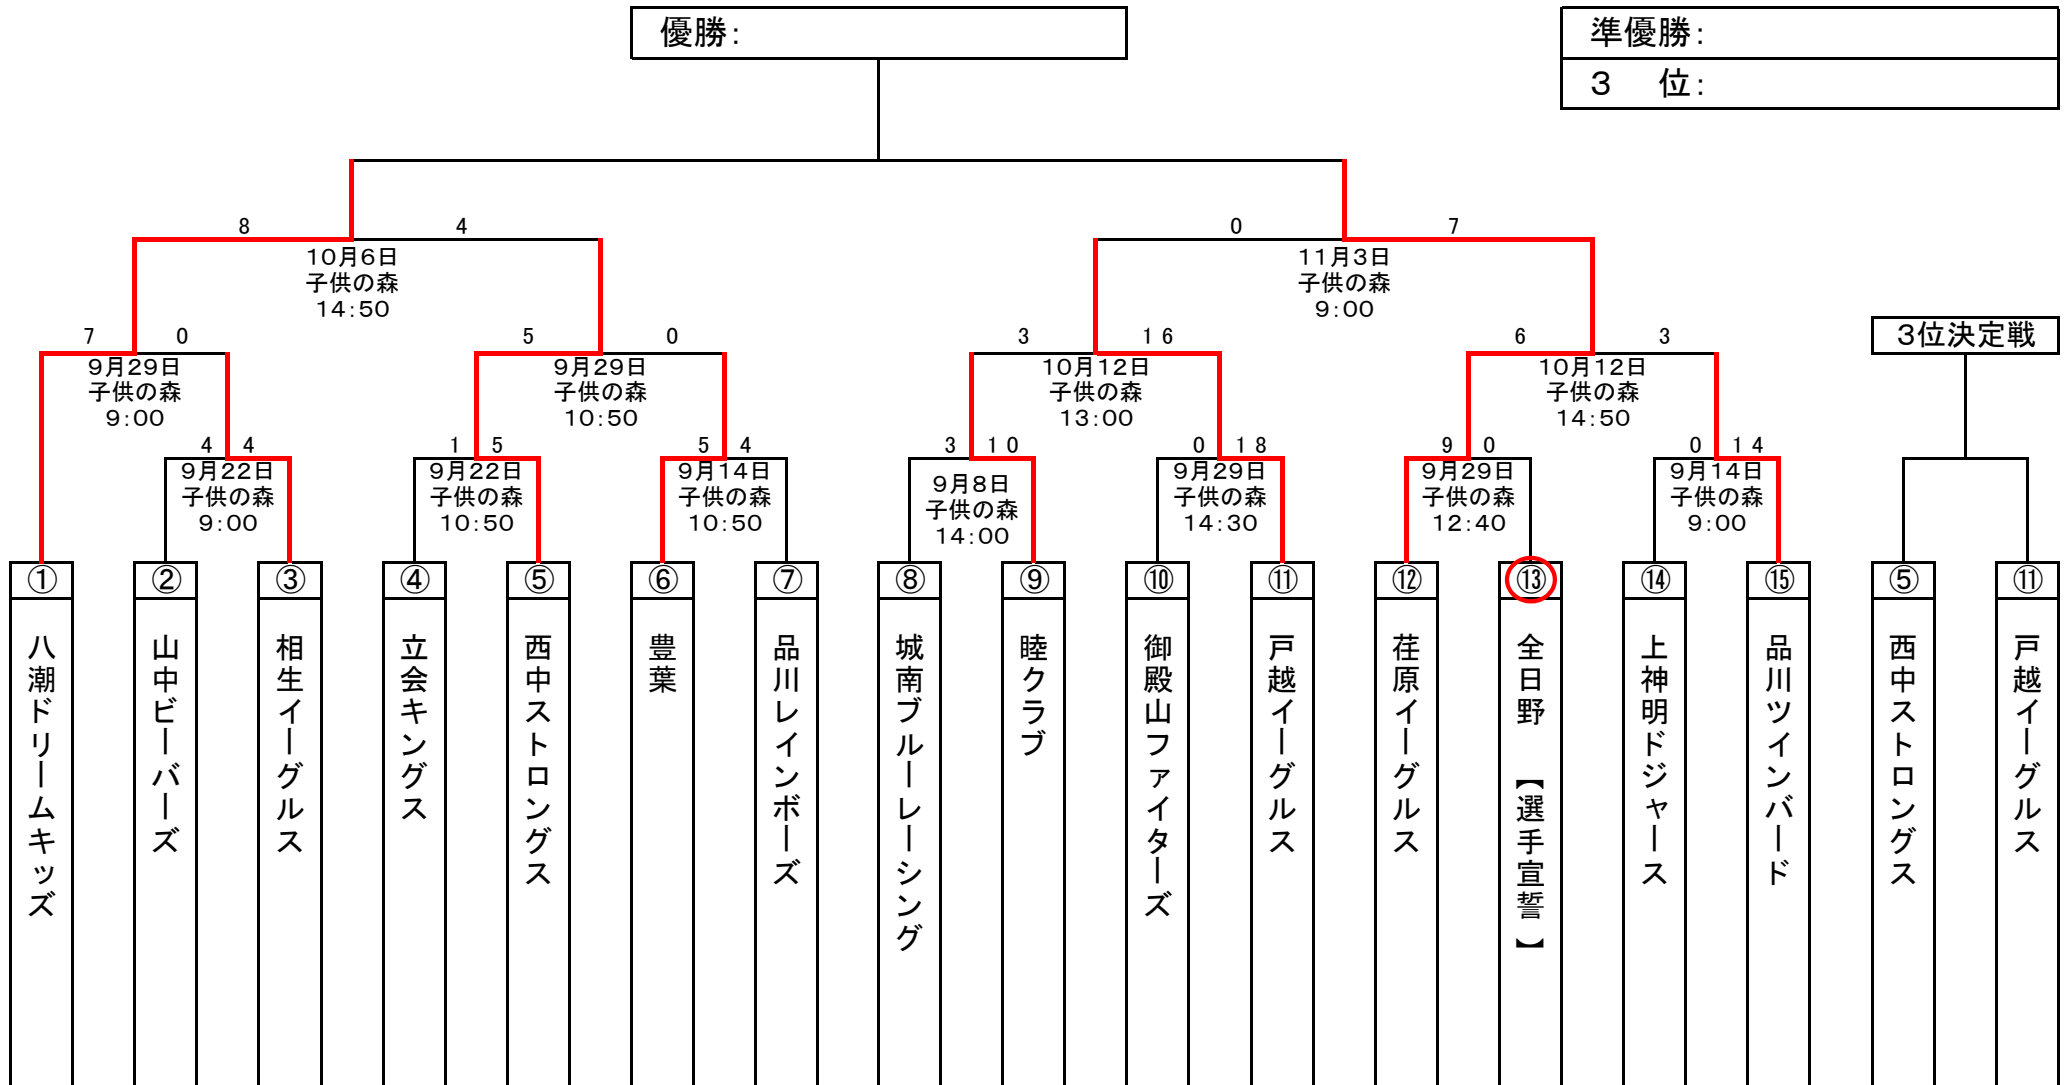 優勝：
準優勝：
３　位：
8 4
0 7
10月6日
子供の森
14：50
11月3日
子供の森
9：00
7 0
5 0
3 16
6 3
3位決定戦
9月29日
子供の森
9：00
9月29日
子供の森
10：50
10月12日
子供の森
13：00
10月12日
子供の森
14：50
4 4
1 5
5 4
3 10
0 18
9 0
0 14
9月22日
子供の森
9：00
9月22日
子供の森
10：50
9月14日
子供の森
10：50
9月8日
子供の森
14：00
9月29日
子供の森
14：30
9月29日
子供の森
12：40
9月14日
子供の森
9：00
①
八潮ドリームキッズ
②
山中ビーバーズ
③
相生イーグルス
④
立会キングス
⑤
西中ストロングス
⑥
豊葉
⑦
品川レインボーズ
⑧
城南ブルーレーシング
⑨
睦クラブ
⑩
御殿山ファイターズ
⑪
戸越イーグルス
⑫
荏原イーグルス
⑬
全日野　【選手宣誓】
⑭
上神明ドジャース
⑮
品川ツインバード
⑤
西中ストロングス
⑪
戸越イーグルス